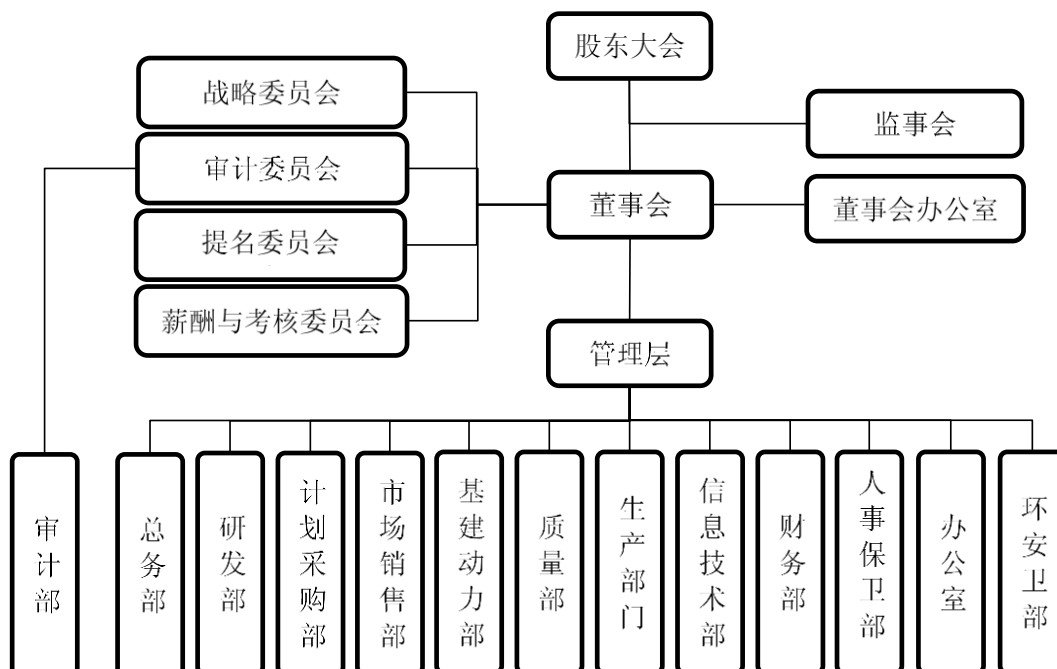 股东大会
战略委员会
监事会
审计委员会
董事会
董事会办公室
提名委员会
薪酬与考核委员会
管理层
审计部
总务部
研发部
计划采购部
市场销售部
基建动力部
质量部
生产部门
信息技术部
财务部
人事保卫部
办公室
环安卫部